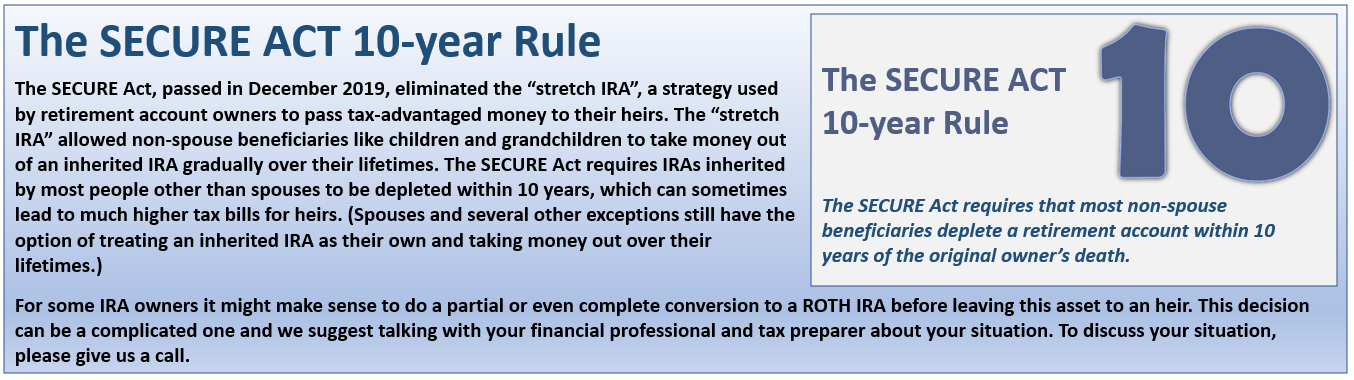 The SECURE ACT 10-year Rule
The SECURE Act, passed in December 2019, eliminated the “stretch IRA”, a strategy used
by retirement account owners to pass tax-advantaged money to their heirs. The “stretch
IRA” allowed non-spouse beneficiaries like children and grandchildren to take money out
of an inherited IRA gradually over their lifetimes. The SECURE Act requires IRAs inherited
by most people other than spouses to be depleted within 10 years, which can sometimes
lead to much higher tax bills for heirs. (Spouses and several other exceptions still have the
option of treating an inherited IRA as their own and taking money out over their
lifetimes.)
The SECURE ACT
10-year Rule
10
The SECURE Act requires that most non-spouse
beneficiaries deplete a retirement account within 10
years of the original owner’s death.
For some IRA owners it might make sense to do a partial or even complete conversion to a ROTH IRA before leaving this asset to an heir. This decision
can be a complicated one and we suggest talking with your financial professional and tax preparer about your situation. To discuss your situation,
please give us a call.